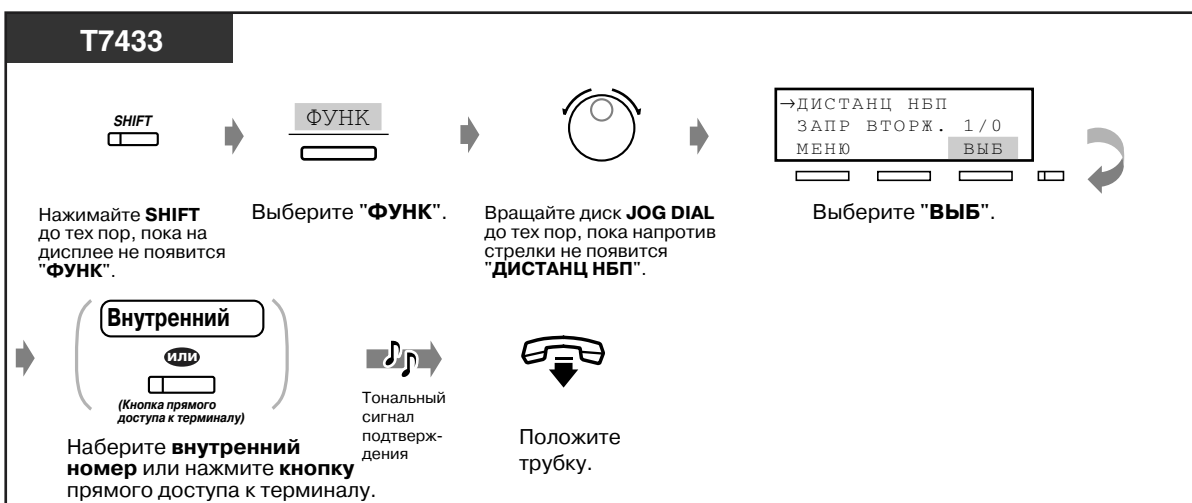 T7433
SHIFT
ФУНК
→ДИСТАНЦ НБП
ЗАПР ВТОРЖ. 1/0
МЕНЮ ВЫБ
Нажимайте SHIFT
до тех пор, пока на
дисплее не появится
"ФУНК".
Выберите "ФУНК".
Вращайте диск JOG DIAL
до тех пор, пока напротив
стрелки не появится
"ДИСТАНЦ НБП".
Выберите "ВЫБ".
Внутренний
или
(Кнопка прямого
доступа к терминалу)
Наберите внутренний
номер или нажмите кнопку
прямого доступа к терминалу.
Тональный
сигнал
подтверж-
дения
Положите
трубку.